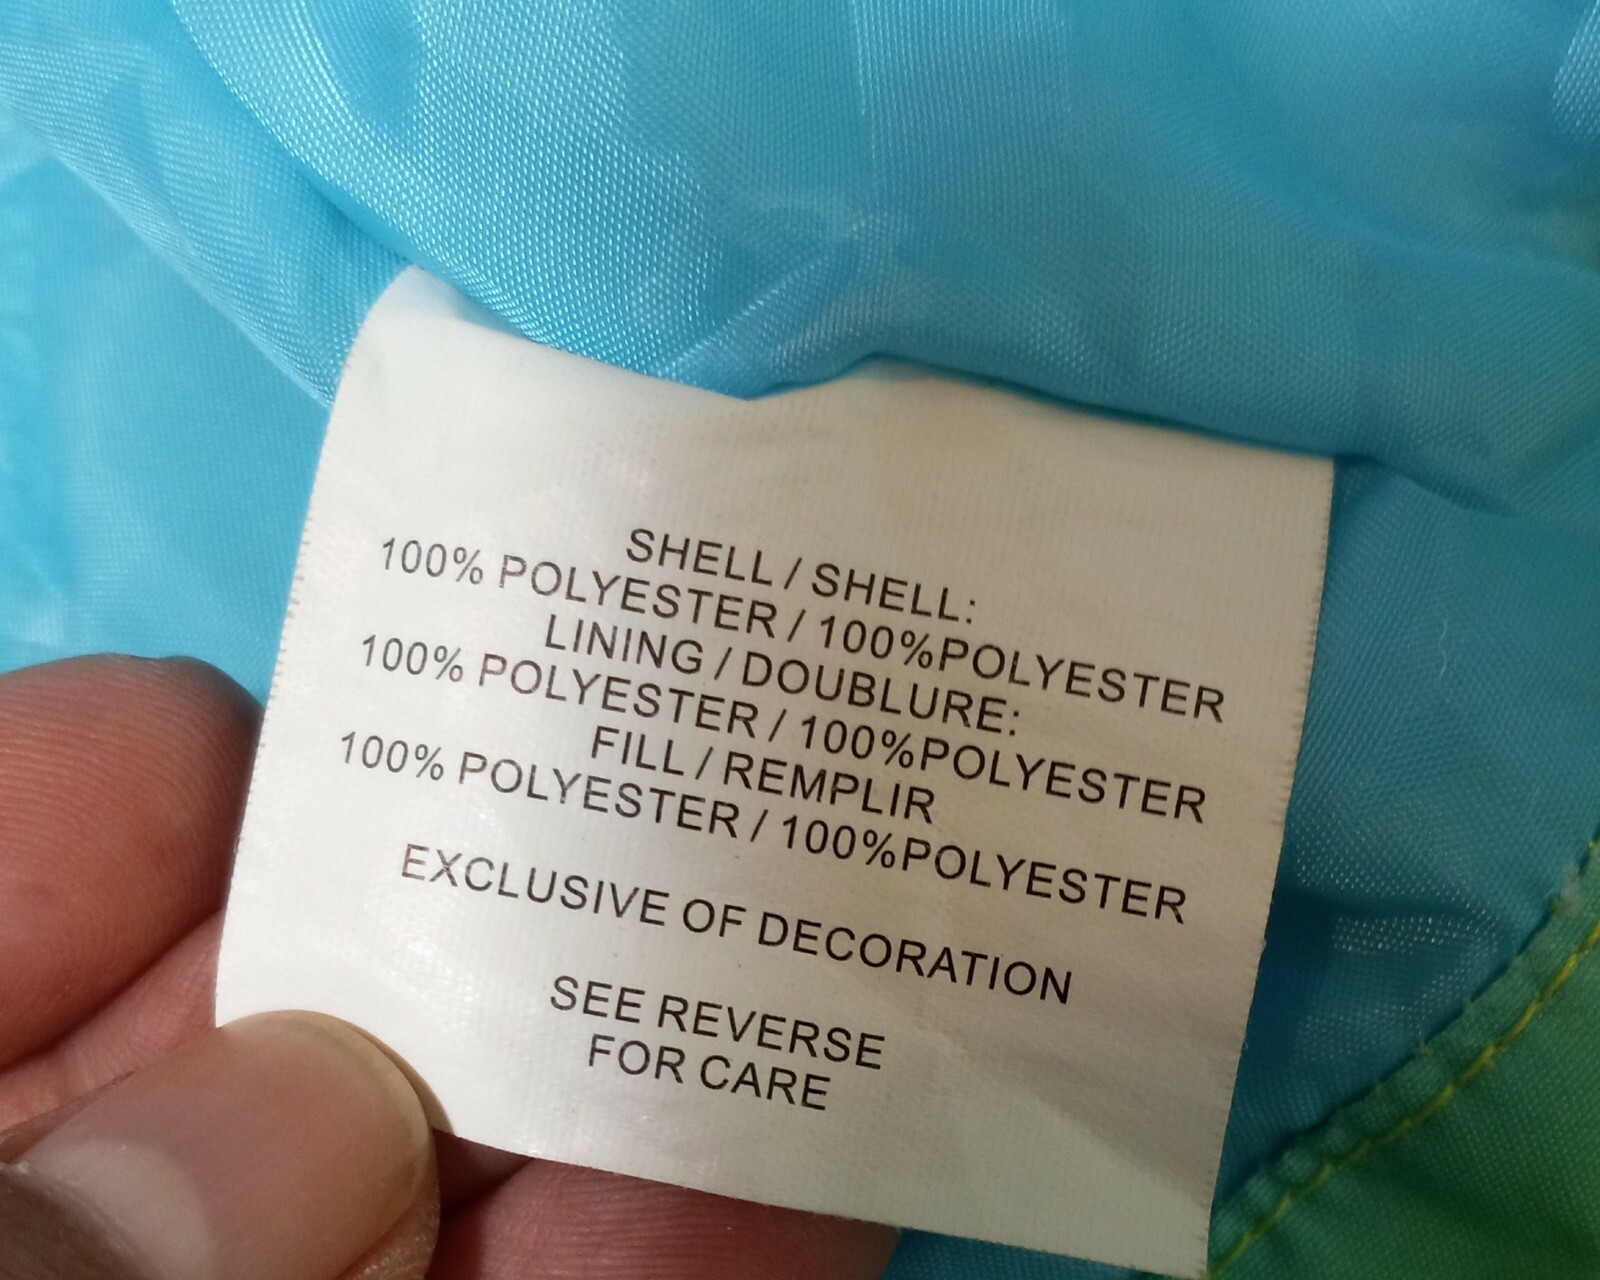 SHELL / SHELL:
100% POLYESTER / 100%POLYESTER
LINING / DOUBLURE:
100% POLYESTER / 100%POLYESTER
FILL / REMPLIR
100% POLYESTER / 100%POLYESTER
EXCLUSIVE OF DECORATION
SEE REVERSE
FOR CARE